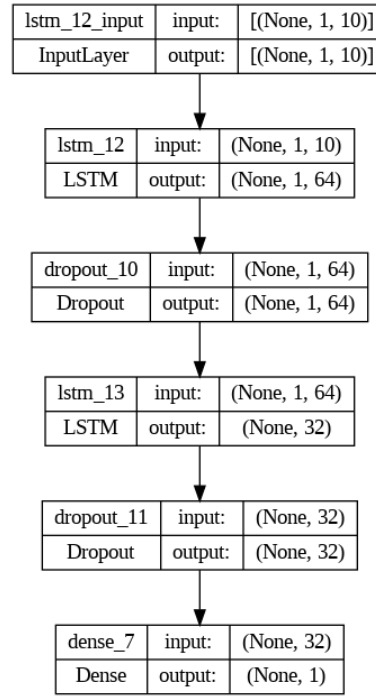 lstm_12_input input: [(None, 1, 10)]
InputLayer output: [(None, 1, 10)]
lstm_12 input: (None, 1, 10)
LSTM output: (None, 1, 64)
dropout_10 input: (None, 1, 64)
Dropout output: (None, 1, 64)
lstm_13 input: (None, 1, 64)
LSTM output: (None, 32)
dropout_11 input: (None, 32)
Dropout output: (None, 32)
dense_7 input: (None, 32)
Dense output: (None, 1)